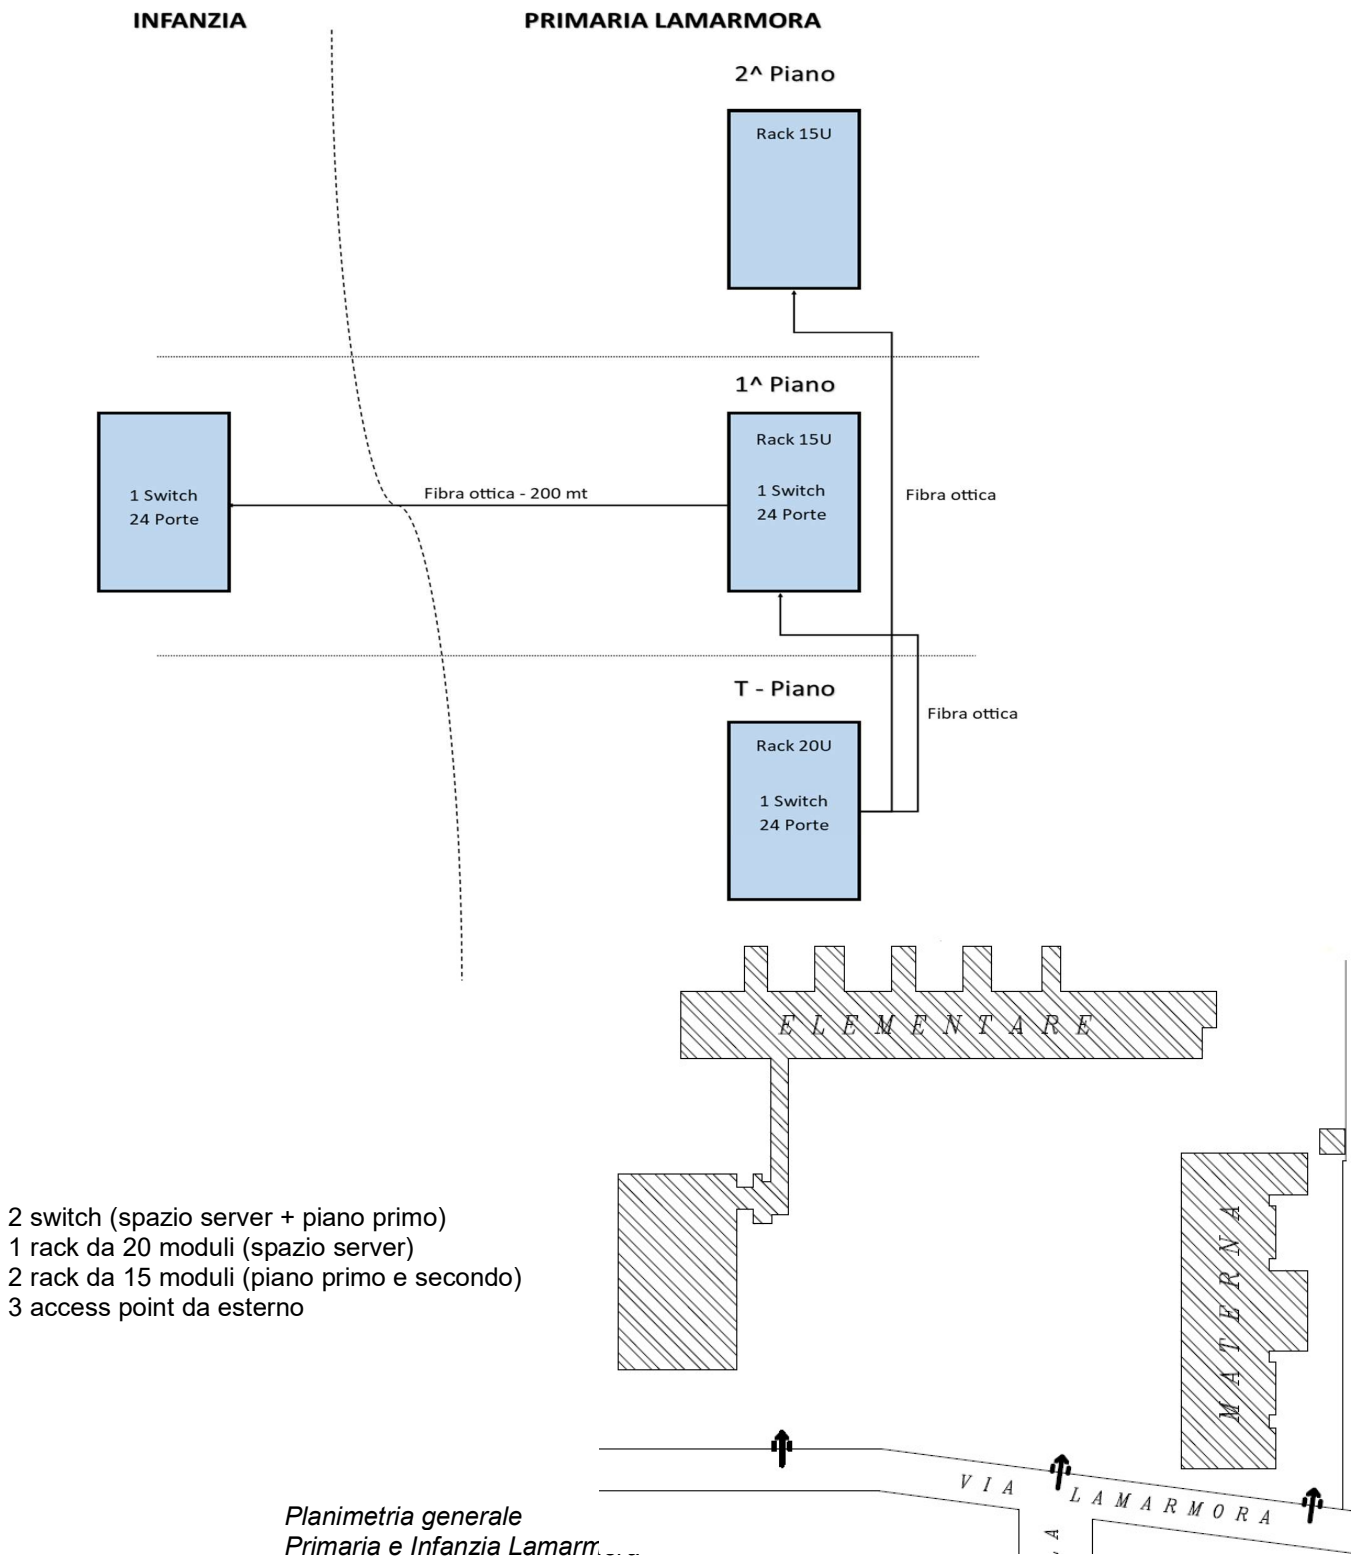 INFANZIA
PRIMARIA LAMARMORA
2^ Piano
Rack 15U
1^ Piano
1 Switch
24 Porte
Fibra ottica - 200 mt
Rack 15U
1 Switch
24 Porte
Fibra ottica
T - Piano
Rack 20U
1 Switch
24 Porte
Fibra ottica
ELEMENTARE
MATERNA
2 switch (spazio server + piano primo)
1 rack da 20 moduli (spazio server)
2 rack da 15 moduli (piano primo e secondo)
3 access point da esterno
VIA LAMARMORA
Planimetria generale
Primaria e Infanzia